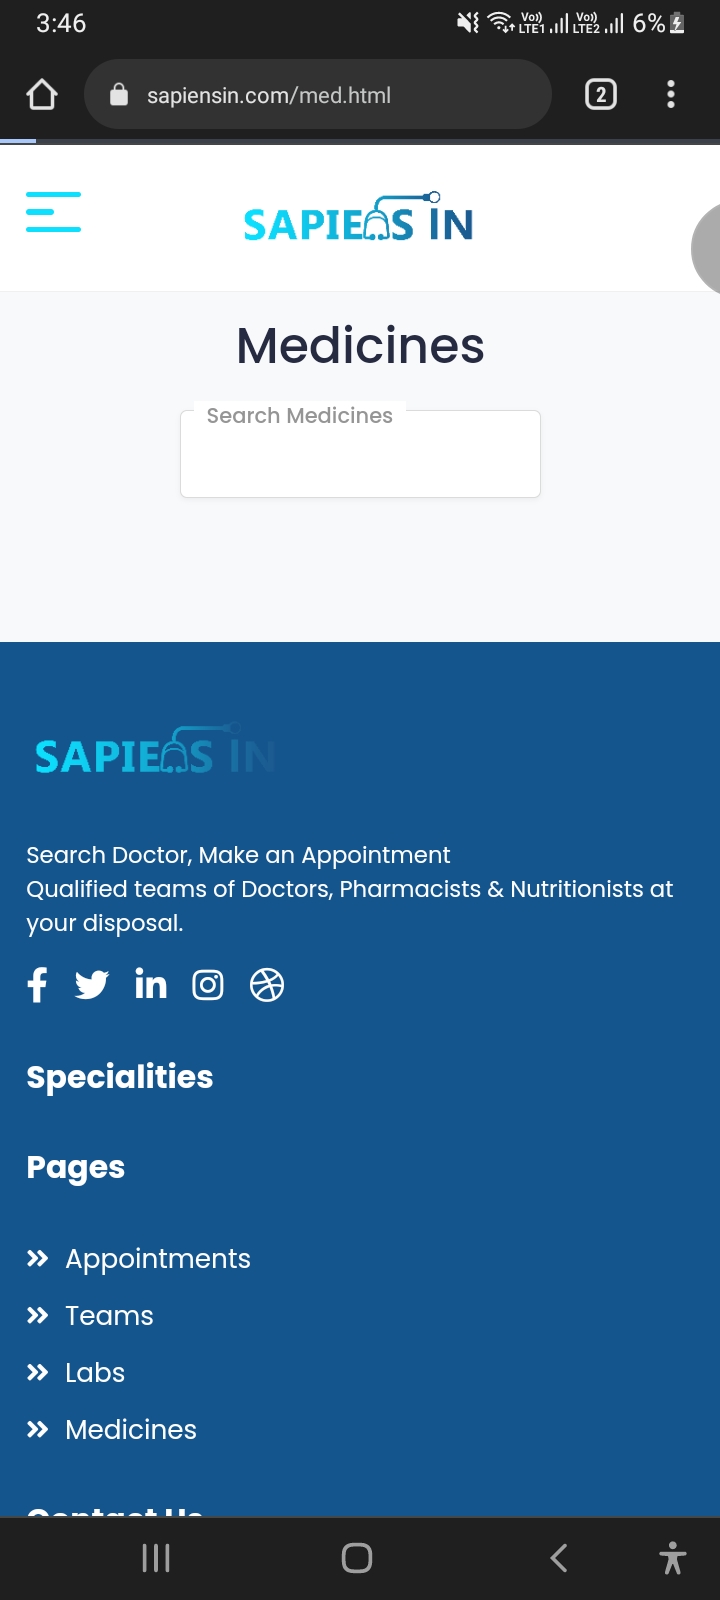 3:46
Vo)) LTE1 Vo)) LTE2 6%
sapiensin.com/med.html
2
SAPIENS IN
Medicines
Search Medicines
SAPIENS IN
Search Doctor, Make an Appointment
Qualified teams of Doctors, Pharmacists & Nutritionists at
your disposal.
Specialities
Pages
Appointments
Teams
Labs
Medicines
Contact Us